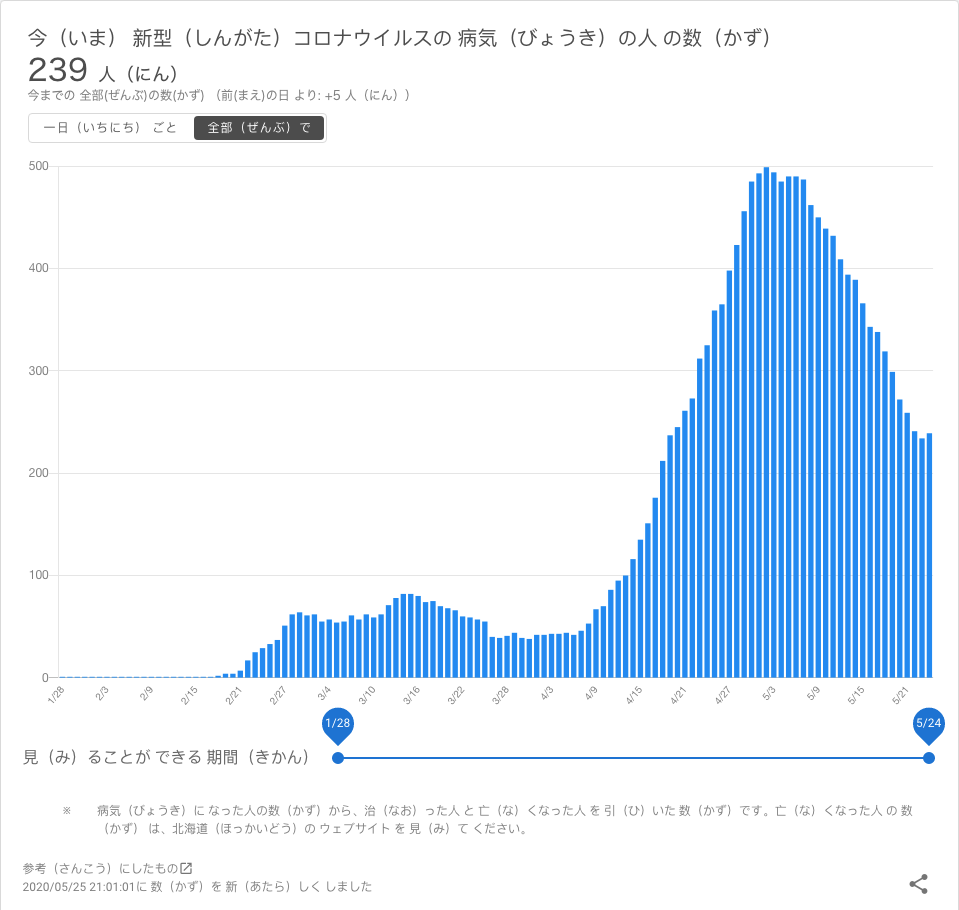 今（いま） 新型（しんがた）コロナウイルスの 病気（びょうき）の人 の数（かず）
239 人（にん）
今までの 全部(ぜんぶ)の数(かず) （前(まえ)の日 より: +5 人（にん））
一日（いちにち） ごと 全部（ぜんぶ）で
500
400
300
200
100
0
1/28 2/3 2/9 2/15 2/21 2/27 3/4 3/10 3/16 3/22 3/28 4/3 4/9 4/15 4/21 4/27 5/3 5/9 5/15 5/21
1/28 5/24
見（み）ることが できる 期間（きかん）
※ 病気（びょうき）に なった人の数（かず）から、治（なお）った人 と 亡（な）くなった人 を 引（ひ）いた 数（かず）です。亡（な）くなった人 の 数
（かず） は、北海道（ほっかいどう）の ウェブサイト を 見（み）て ください。
参考（さんこう）にしたもの
2020/05/25 21:01:01に 数（かず）を 新（あたら）しく しました